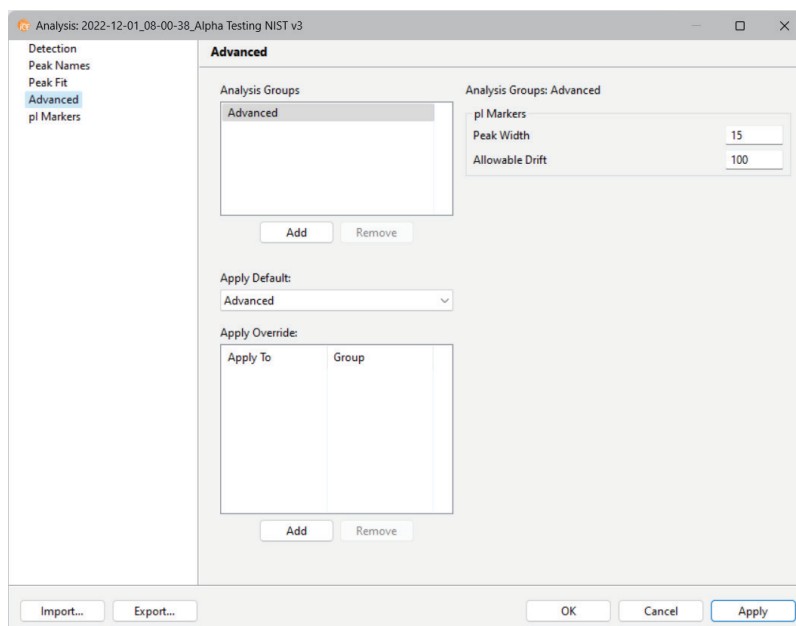 Analysis: 2022-12-01_08-00-38_Alpha Testing NIST v3
Detection
Peak Names
Peak Fit
Advanced
pI Markers
Advanced
Analysis Groups
Advanced
Add Remove
Apply Default:
Advanced
Apply Override:
Apply To Group
Add Remove
Analysis Groups: Advanced
pI Markers
Peak Width 15
Allowable Drift 100
Import... Export... OK Cancel Apply